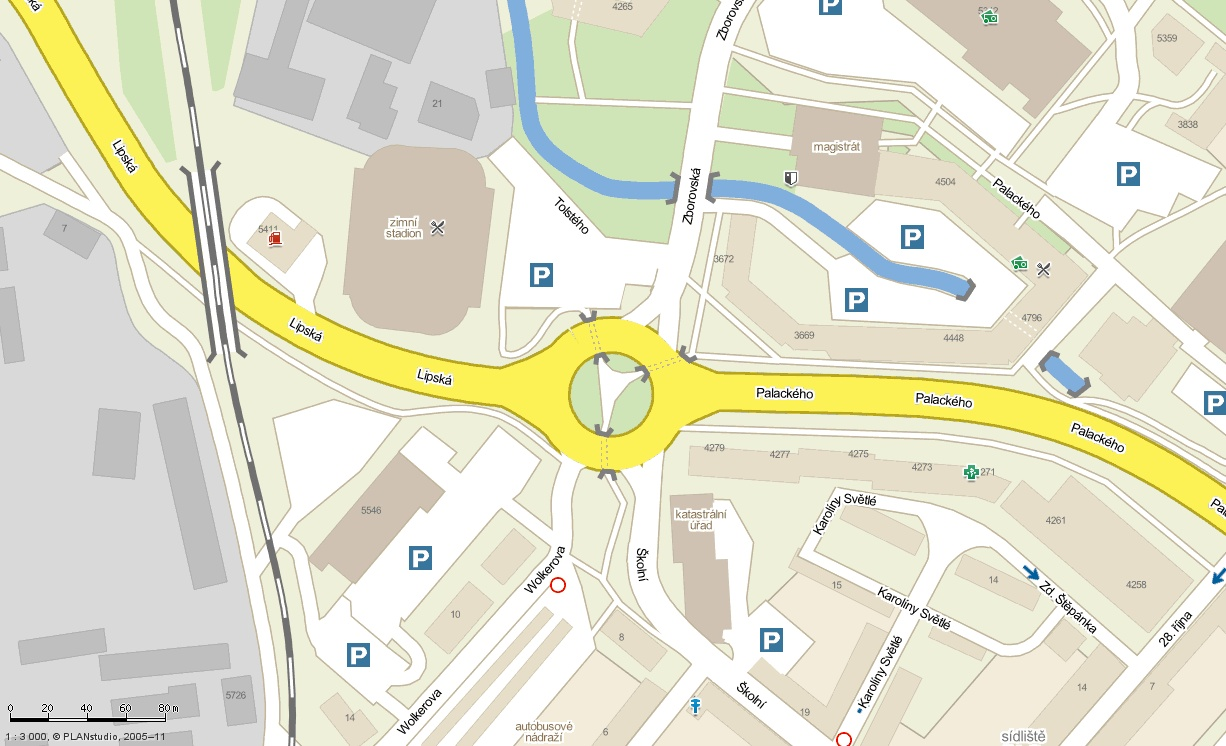 4265
P
Zborovská
5359
3838
21
Lipská
magistrát
4504
P
Palackého
7
5411
zimní
stadion
Tolstého
Zborovská
P
3672
P
P
4796
3669
4448
Lipská
Lipská
Palackého
Palackého
P
Palackého
4279
4277
4275
4273
271
5546
katastrální
úřad
Karoliny Světlé
Karoliny Světlé
4261
P
Školní
Wolkerova
15
14
4258
Karoliny Světlé
Zd. Štěpánka
28. října
10
8
P
P
Karoliny Světlé
5726
14
Wolkerova
Školní
19
14
7
autobusové
nádraží
6
sídliště
0 20 40 60 80m
1 : 3 000, © PLANstudio, 2005–11